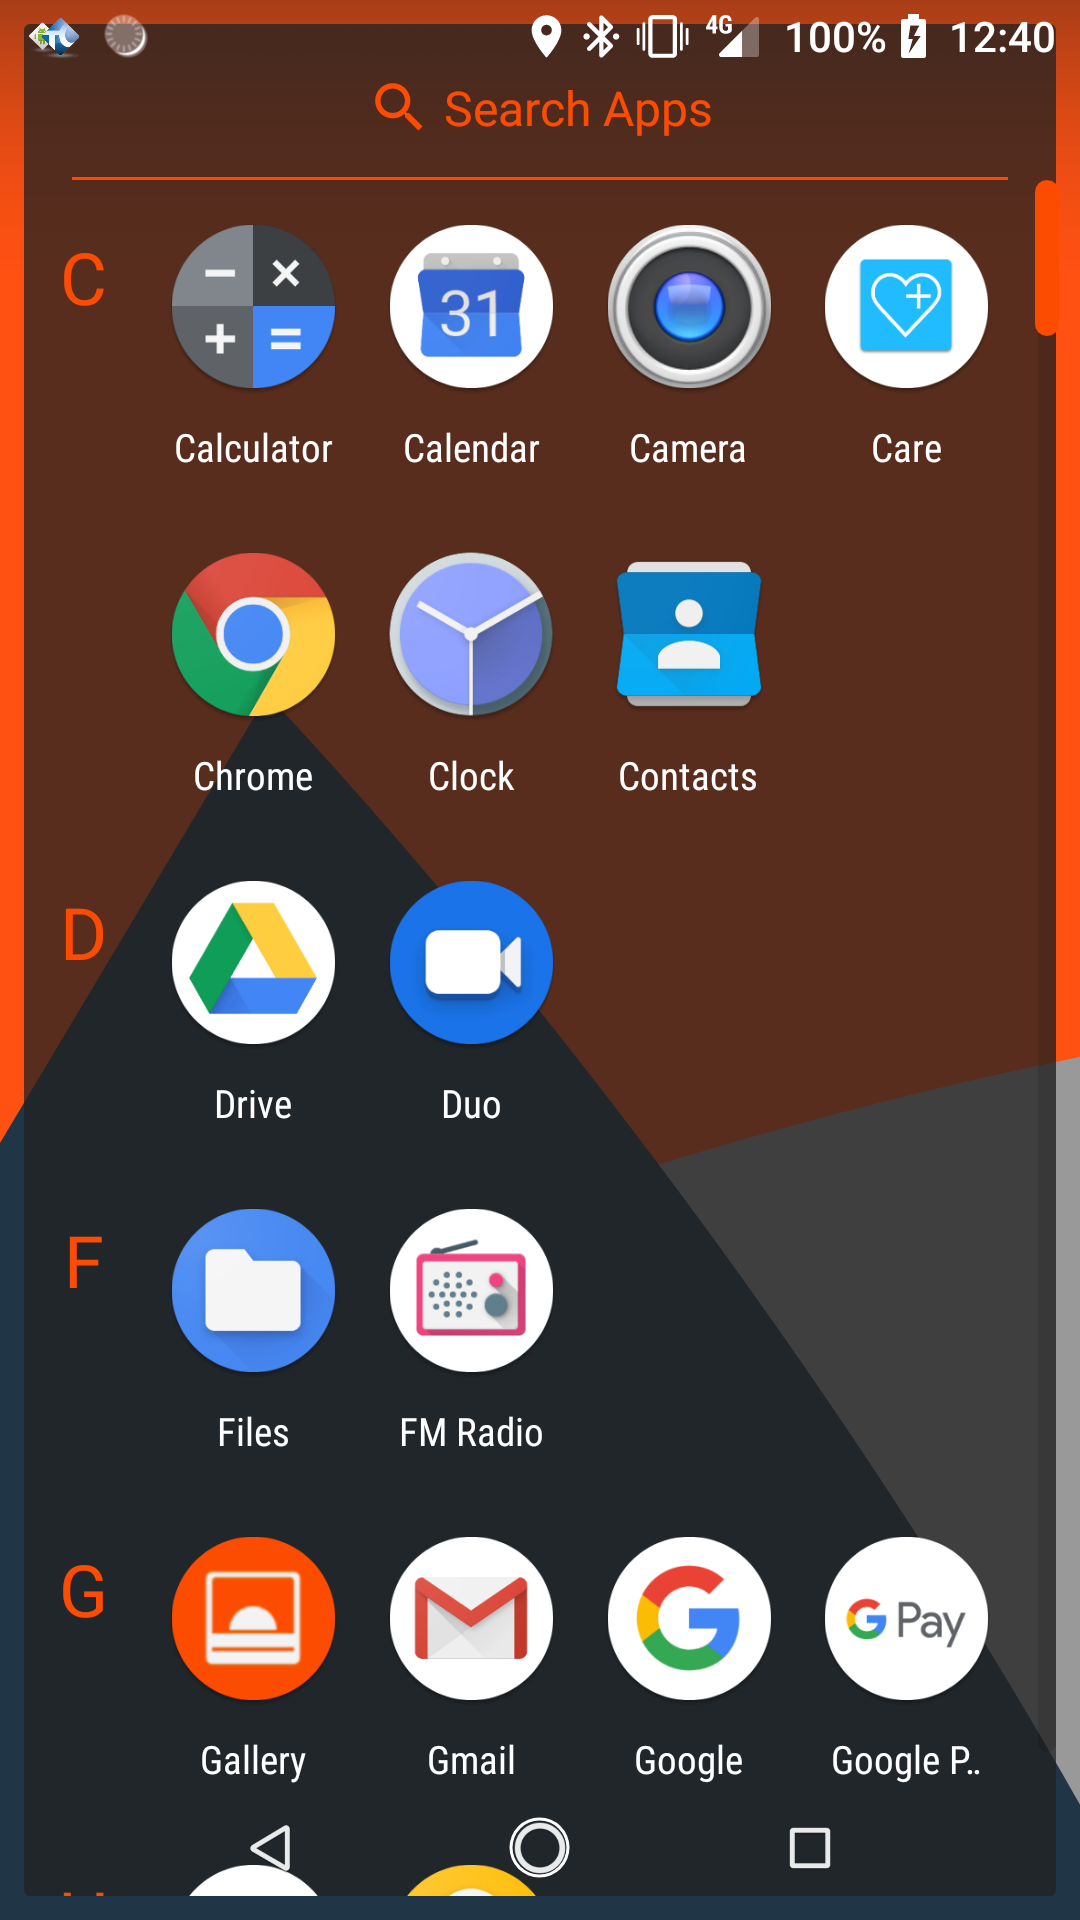 4G 100% 12:40
Search Apps
C
31
Calculator Calendar Camera Care
Chrome Clock Contacts
D
Drive Duo
F
Files FM Radio
G
G Pay
Gallery Gmail Google Google P..